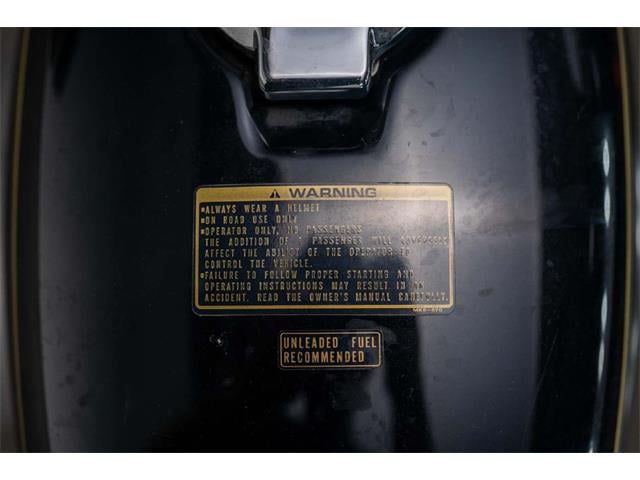 ⚠ WARNING
•ALWAYS WEAR A HELMET
•ON ROAD USE ONLY
•OPERATOR ONLY, NO PASSENGERS
THE ADDITION OF A PASSENGER WILL ADVERSELY
AFFECT THE ABILITY OF THE OPERATOR TO
CONTROL THE VEHICLE.
•FAILURE TO FOLLOW PROPER STARTING AND
OPERATING INSTRUCTIONS MAY RESULT IN AN
ACCIDENT. READ THE OWNER'S MANUAL CAREFULLY.
UNLEADED FUEL
RECOMMENDED